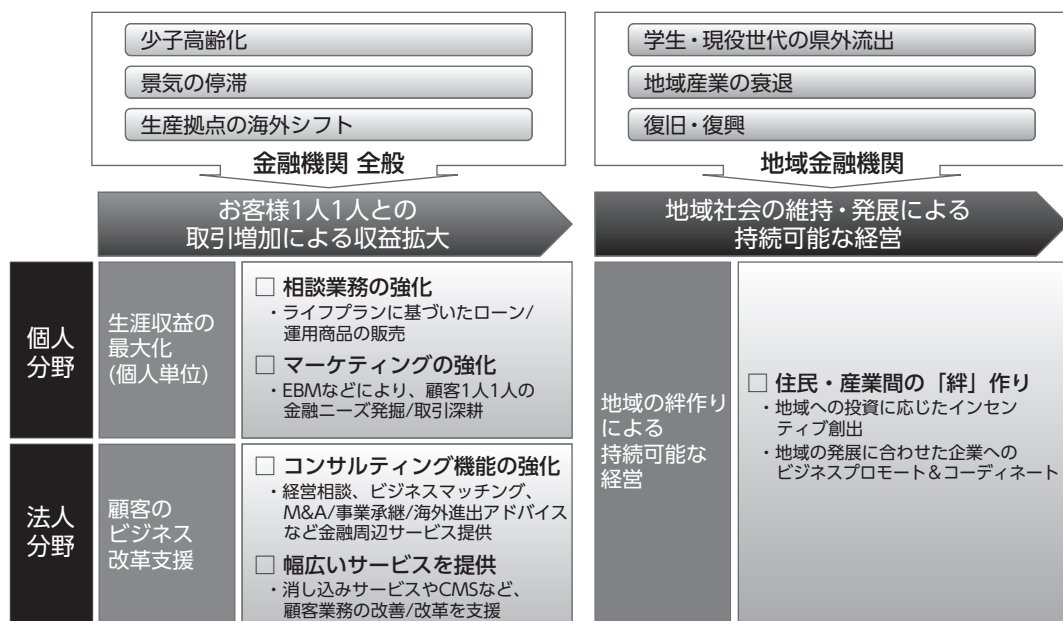 少子高齢化
景気の停滞
生産拠点の海外シフト
金融機関 全般
学生・現役世代の県外流出
地域産業の衰退
復旧・復興
地域金融機関
お客様1人1人との
取引増加による収益拡大
地域社会の維持・発展による
持続可能な経営
個人
分野
生涯収益の
最大化
(個人単位)
□ 相談業務の強化
・ライフプランに基づいたローン/
運用商品の販売
□ マーケティングの強化
・EBMなどにより、顧客1人1人の
金融ニーズ発掘/取引深耕
法人
分野
顧客の
ビジネス
改革支援
□ コンサルティング機能の強化
・経営相談、ビジネスマッチング、
M&A/事業承継/海外進出アドバイス
など金融周辺サービス提供
□ 幅広いサービスを提供
・消し込みサービスやCMSなど、
顧客業務の改善/改革を支援
地域の絆作り
による
持続可能な
経営
□ 住民・産業間の「絆」作り
・地域への投資に応じたインセン
ティブ創出
・地域の発展に合わせた企業への
ビジネスプロモート＆コーディネート